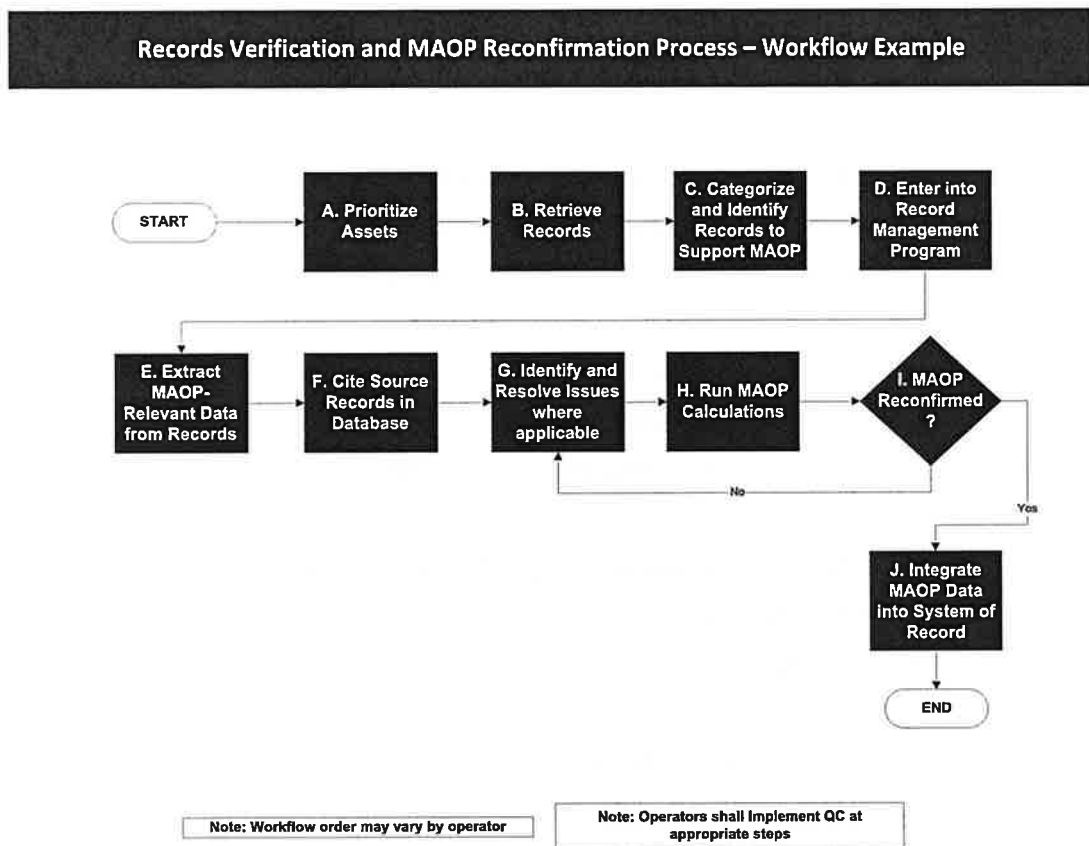 Records Verification and MAOP Reconfirmation Process – Workflow Example
START
A. Prioritize
Assets
B. Retrieve
Records
C. Categorize
and Identify
Records to
Support MAOP
D. Enter into
Record
Management
Program
E. Extract
MAOP-
Relevant Data
from Records
F. Cite Source
Records in
Database
G. Identify and
Resolve Issues
where
applicable
H. Run MAOP
Calculations
I. MAOP
Reconfirmed
?
No
Yes
J. Integrate
MAOP Data
into System of
Record
END
Note: Workflow order may vary by operator
Note: Operators shall implement QC at
appropriate steps